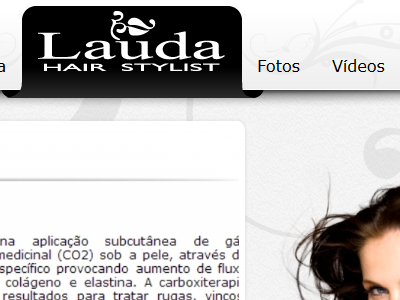 Lauda
HAIR STYLIST
a
Fotos
Vídeos
na aplicação subcutânea de gá
medicinal (CO2) sob a pele, através d
specífico provocando aumento de flux
colágeno e elastina. A carboxiterapi
resultados para tratar rugas, vincos